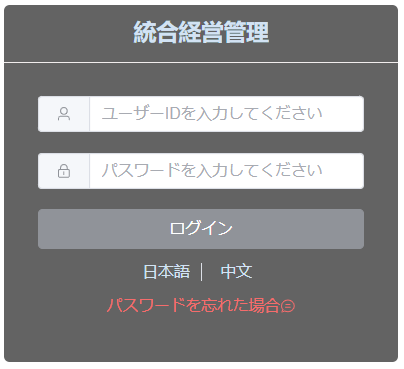 統合経営管理
ユーザーIDを入力してください
パスワードを入力してください
ログイン
日本語 | 中文
パスワードを忘れた場合